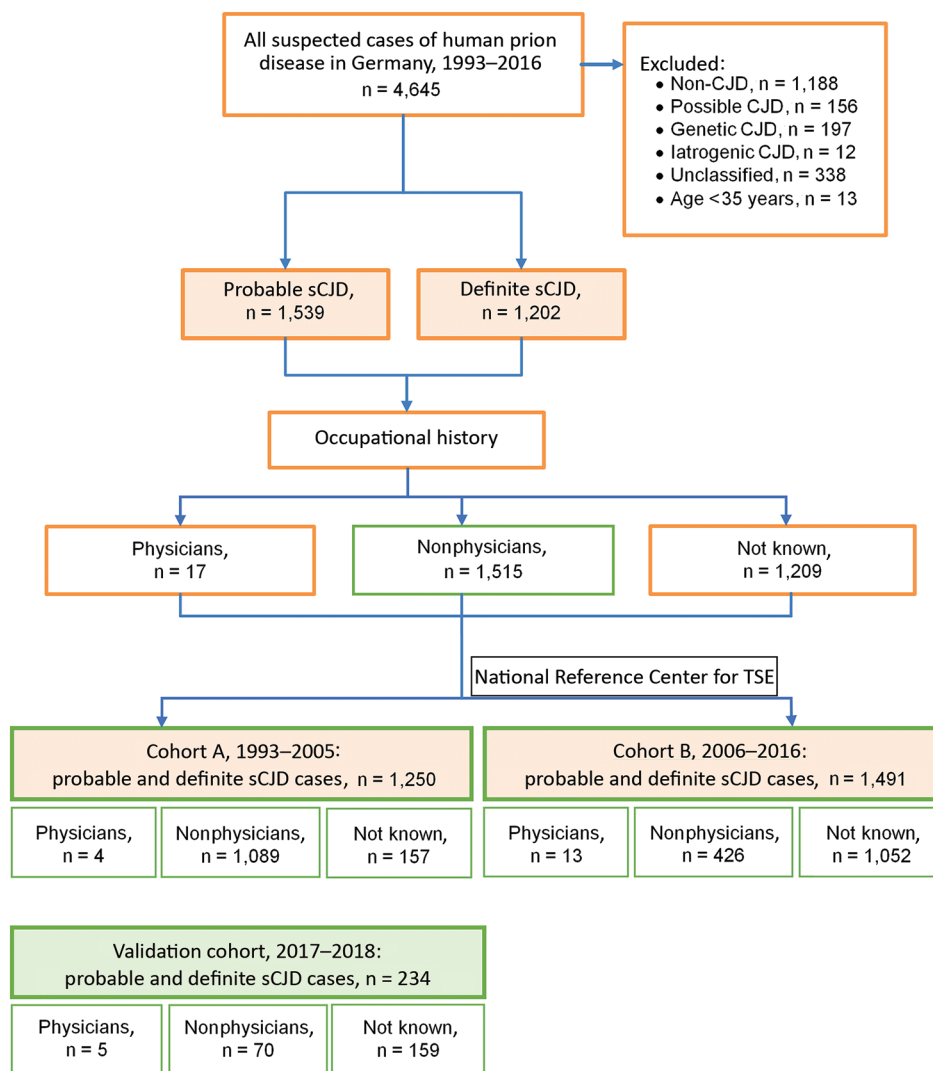 All suspected cases of human prion
disease in Germany, 1993–2016
n = 4,645
Excluded:
• Non-CJD, n = 1,188
• Possible CJD, n = 156
• Genetic CJD, n = 197
• Iatrogenic CJD, n = 12
• Unclassified, n = 338
• Age <35 years, n = 13
Probable sCJD,
n = 1,539
Definite sCJD,
n = 1,202
Occupational history
Physicians,
n = 17
Nonphysicians,
n = 1,515
Not known,
n = 1,209
National Reference Center for TSE
Cohort A, 1993–2005:
probable and definite sCJD cases, n = 1,250
Cohort B, 2006–2016:
probable and definite sCJD cases, n = 1,491
Physicians,
n = 4
Nonphysicians,
n = 1,089
Not known,
n = 157
Physicians,
n = 13
Nonphysicians,
n = 426
Not known,
n = 1,052
Validation cohort, 2017–2018:
probable and definite sCJD cases, n = 234
Physicians,
n = 5
Nonphysicians,
n = 70
Not known,
n = 159